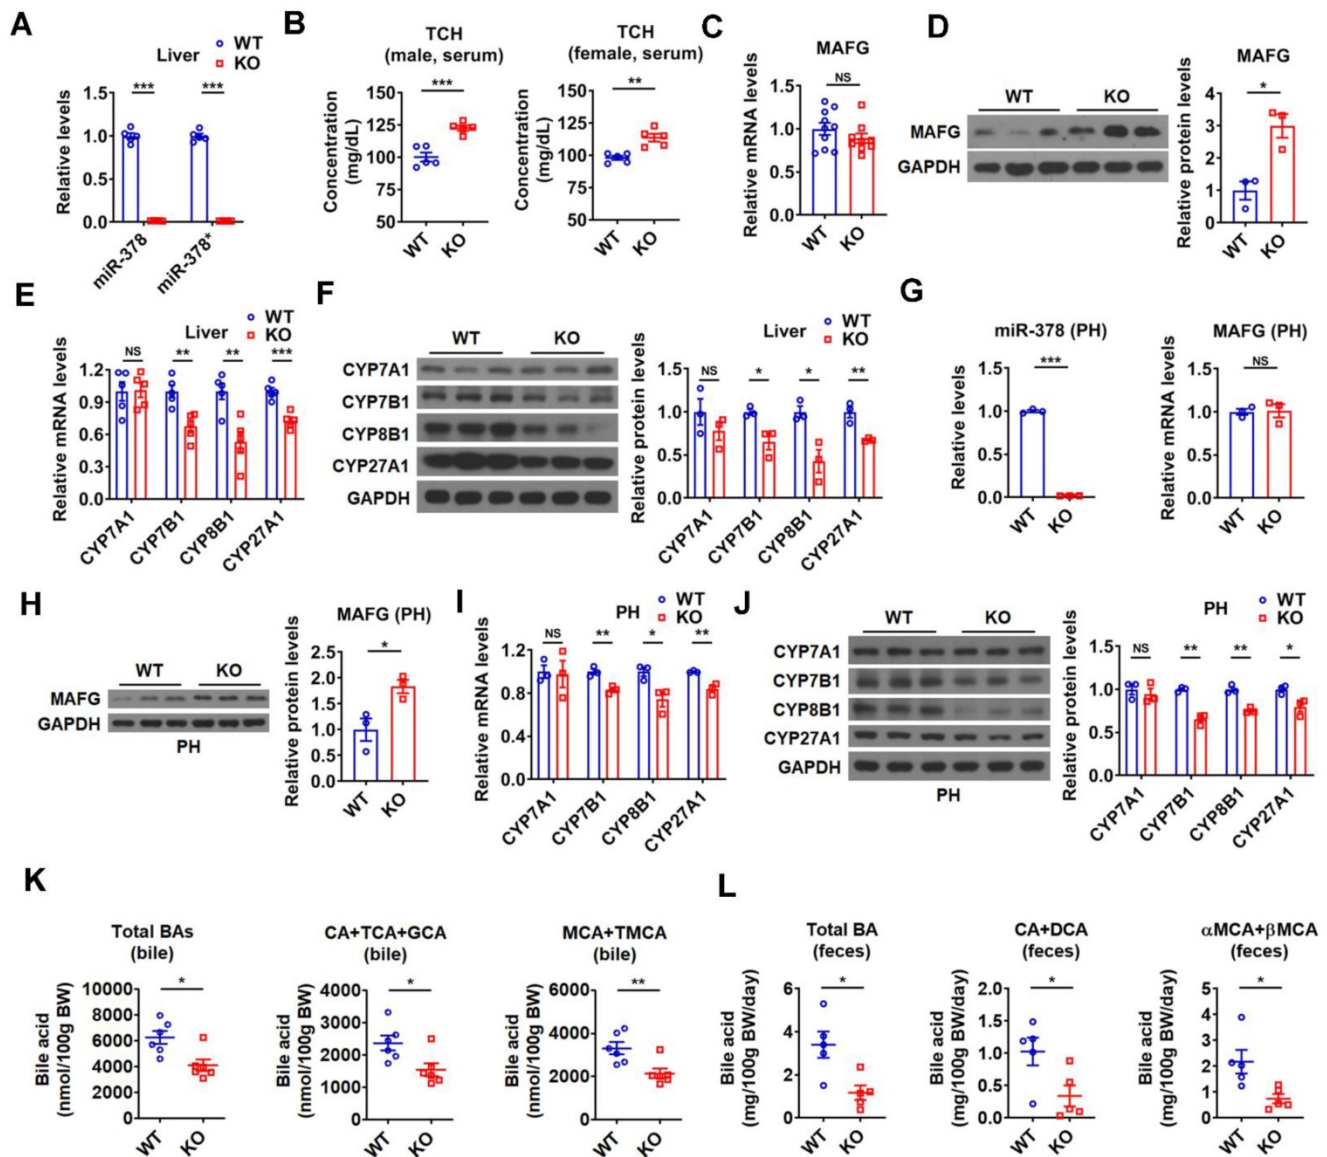 A
Liver
WT
KO
Relative levels
*** ***
1.5
1.0
0.5
0.0
miR-378
miR-378*
B
TCH
(male, serum)
***
Concentration
(mg/dL)
150
125
100
75
50
WT
KO
TCH
(female, serum)
**
Concentration
(mg/dL)
150
125
100
75
50
WT
KO
C
MAFG
NS
Relative mRNA levels
1.5
1.0
0.5
0.0
WT
KO
D
WT KO
MAFG
GAPDH
MAFG
*
Relative protein levels
4
3
2
1
0
WT
KO
E
Liver
WT
KO
NS ** ** ***
Relative mRNA levels
1.2
0.9
0.6
0.3
0.0
CYP7A1
CYP7B1
CYP8B1
CYP27A1
F
WT KO
CYP7A1
CYP7B1
CYP8B1
CYP27A1
GAPDH
Liver
WT
KO
NS * * **
Relative protein levels
1.5
1.0
0.5
0.0
CYP7A1
CYP7B1
CYP8B1
CYP27A1
G
miR-378 (PH)
***
Relative mRNA levels
1.5
1.0
0.5
0.0
WT
KO
MAFG (PH)
NS
Relative mRNA levels
1.5
1.0
0.5
0.0
WT
KO
H
WT KO
MAFG
GAPDH
PH
MAFG (PH)
*
Relative protein levels
2.5
2.0
1.5
1.0
0.5
0.0
WT
KO
I
PH
WT
KO
NS ** * **
Relative mRNA levels
1.2
0.8
0.4
0.0
CYP7A1
CYP7B1
CYP8B1
CYP27A1
J
WT KO
CYP7A1
CYP7B1
CYP8B1
CYP27A1
GAPDH
PH
PH
WT
KO
NS ** ** *
Relative protein levels
1.5
1.0
0.5
0.0
CYP7A1
CYP7B1
CYP8B1
CYP27A1
K
Total BAs
(bile)
*
Bile acid
(nmol/100g BW)
10000
8000
6000
4000
2000
0
WT
KO
CA+TCA+GCA
(bile)
*
Bile acid
(nmol/100g BW)
4000
3000
2000
1000
0
WT
KO
MCA+TMCA
(bile)
**
Bile acid
(nmol/100g BW)
6000
4000
2000
0
WT
KO
L
Total BA
(feces)
*
Bile acid
(mg/100g BW/day)
6
4
2
0
WT
KO
CA+DCA
(feces)
*
Bile acid
(mg/100g BW/day)
2.0
1.5
1.0
0.5
0.0
WT
KO
αMCA+βMCA
(feces)
*
Bile acid
(mg/100g BW/day)
5
4
3
2
1
0
WT
KO